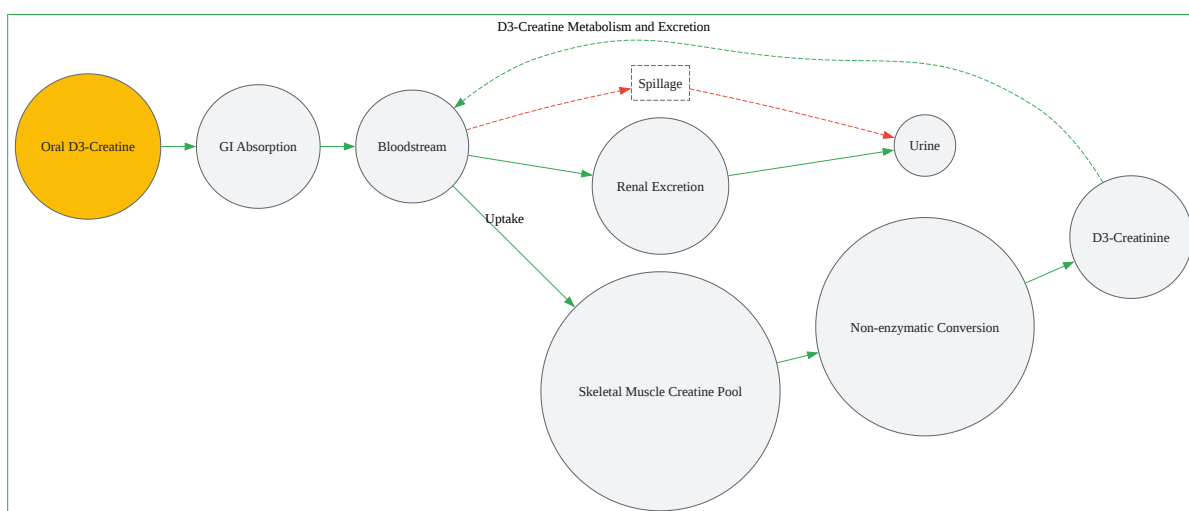 D3-Creatine Metabolism and Excretion
Spillage
Oral D3-Creatine
GI Absorption
Bloodstream
Urine
Renal Excretion
Uptake
D3-Creatinine
Non-enzymatic Conversion
Skeletal Muscle Creatine Pool